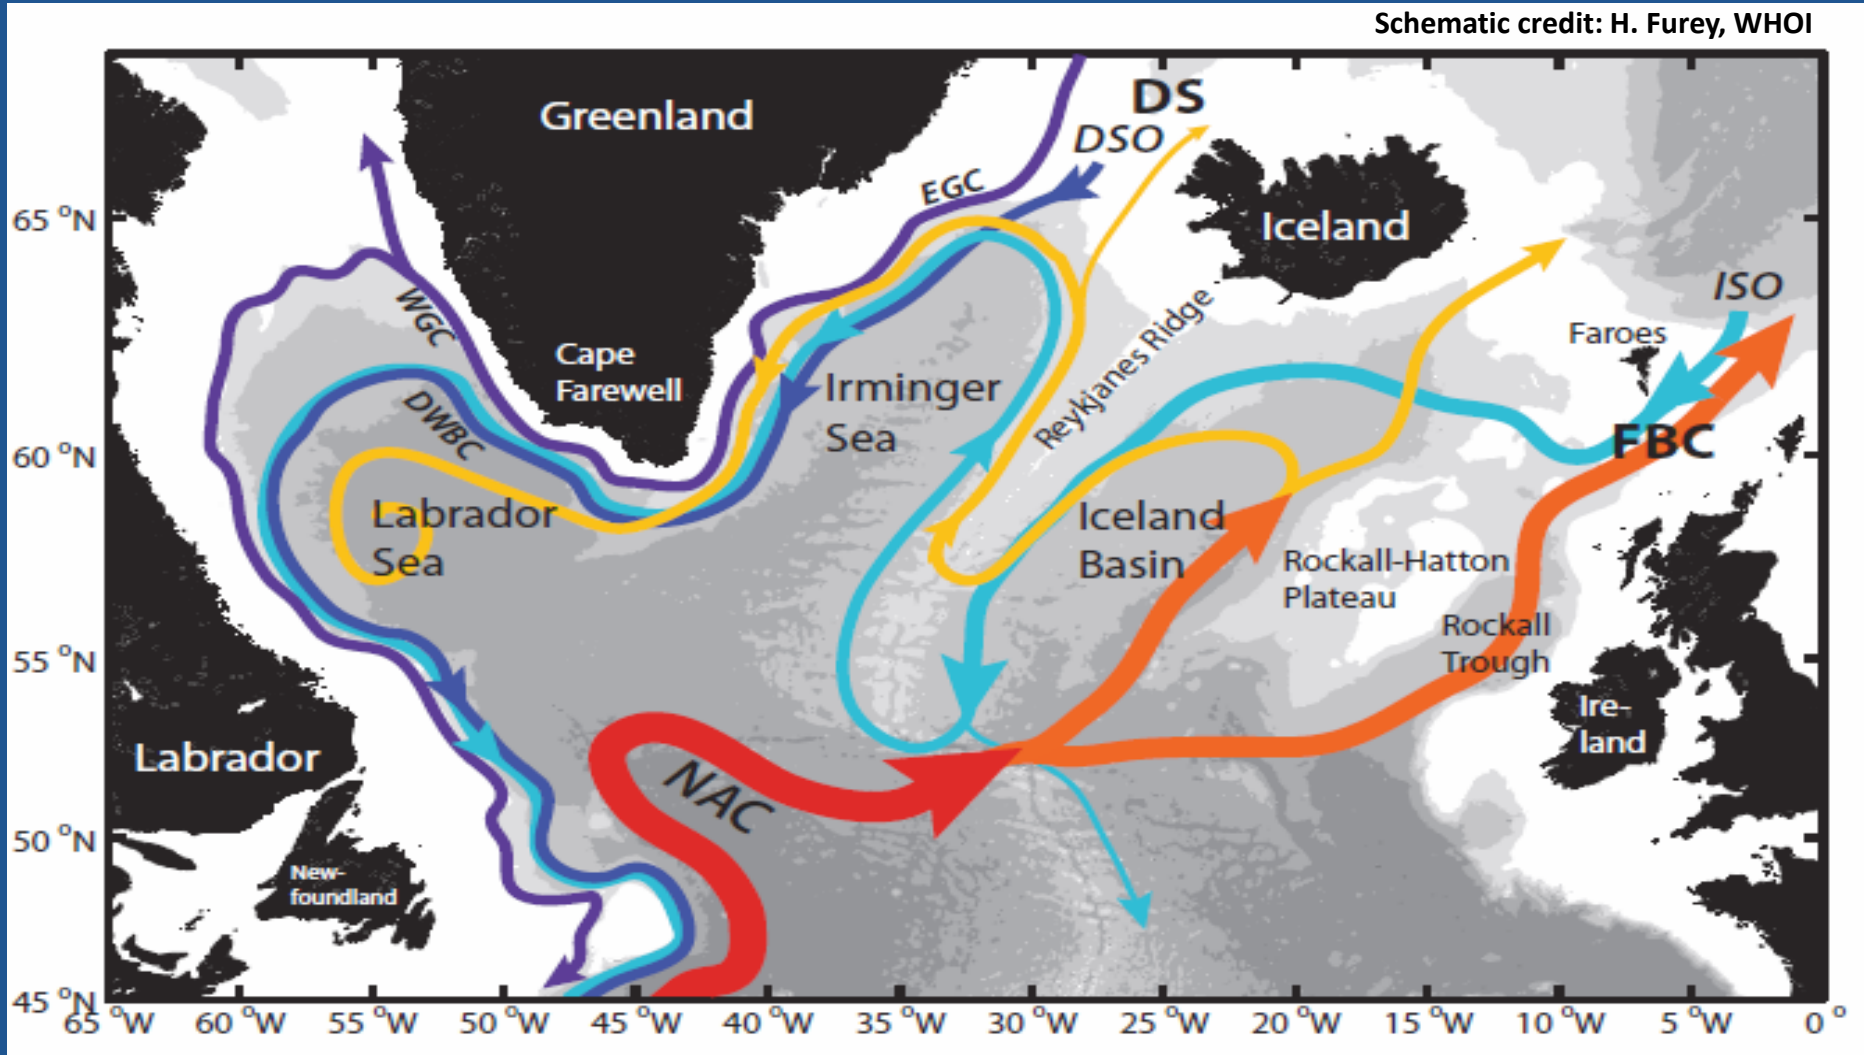 Schematic credit: H. Furey, WHOI
DS
DSO
Greenland
EGC
Iceland
ISO
WGC
Faroes
Cape
Farewell
Irminger
Sea
Reykjanes Ridge
DWBC
FBC
Labrador
Sea
Iceland
Basin
Rockall-Hatton
Plateau
Rockall
Trough
Ire-
land
Labrador
NAC
New-
foundland
65 °N
60 °N
55 °N
50 °N
45 °N
65 °W 60 °W 55 °W 50 °W 45 °W 40 °W 35 °W 30 °W 25 °W 20 °W 15 °W 10 °W 5 °W 0 °